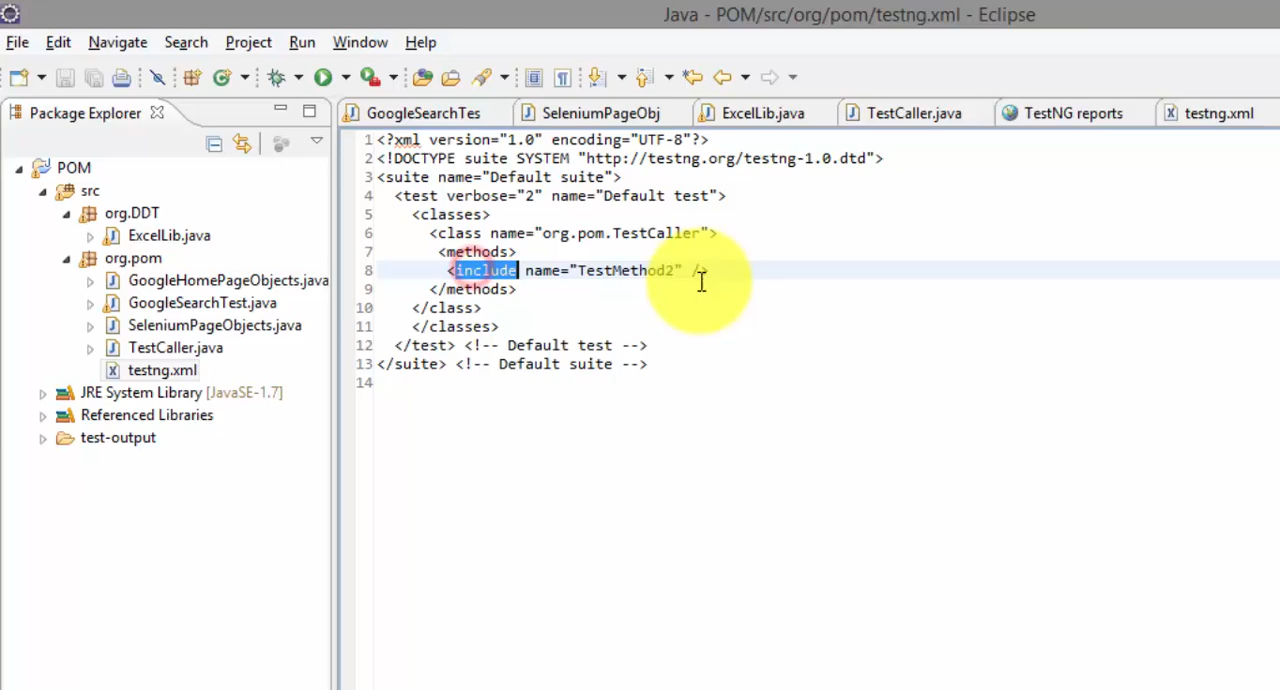 Java - POM/src/org/pom/testng.xml - Eclipse
File Edit Navigate Search Project Run Window Help
Package Explorer
GoogleSearchTes SeleniumPageObj ExcelLib.java TestCaller.java TestNG reports testng.xml
POM
src
org.DDT
ExcelLib.java
org.pom
GoogleHomePageObjects.java
GoogleSearchTest.java
SeleniumPageObjects.java
TestCaller.java
testng.xml
JRE System Library [JavaSE-1.7]
Referenced Libraries
test-output
1 <?xml version="1.0" encoding="UTF-8"?>
2 <!DOCTYPE suite SYSTEM "http://testng.org/testng-1.0.dtd">
3 <suite name="Default suite">
4 <test verbose="2" name="Default test">
5 <classes>
6 <class name="org.pom.TestCaller">
7 <methods>
8 <include name="TestMethod2" />
9 </methods>
10 </class>
11 </classes>
12 </test> <!-- Default test -->
13 </suite> <!-- Default suite -->
14